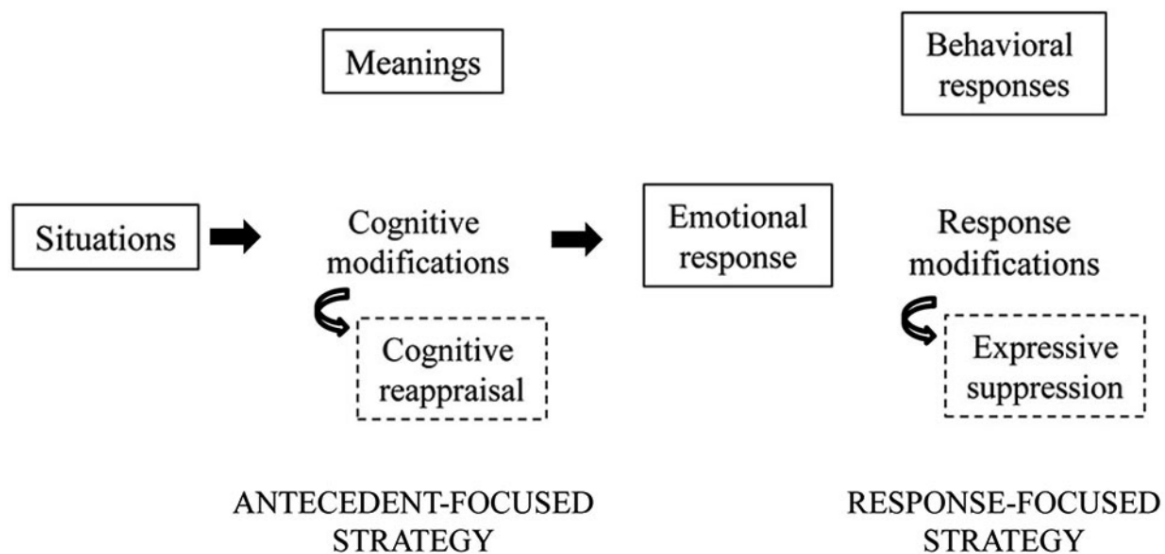 Meanings
Behavioral
responses
Situations
Cognitive
modifications
Emotional
response
Response
modifications
Cognitive
reappraisal
Expressive
suppression
ANTECEDENT-FOCUSED
STRATEGY
RESPONSE-FOCUSED
STRATEGY